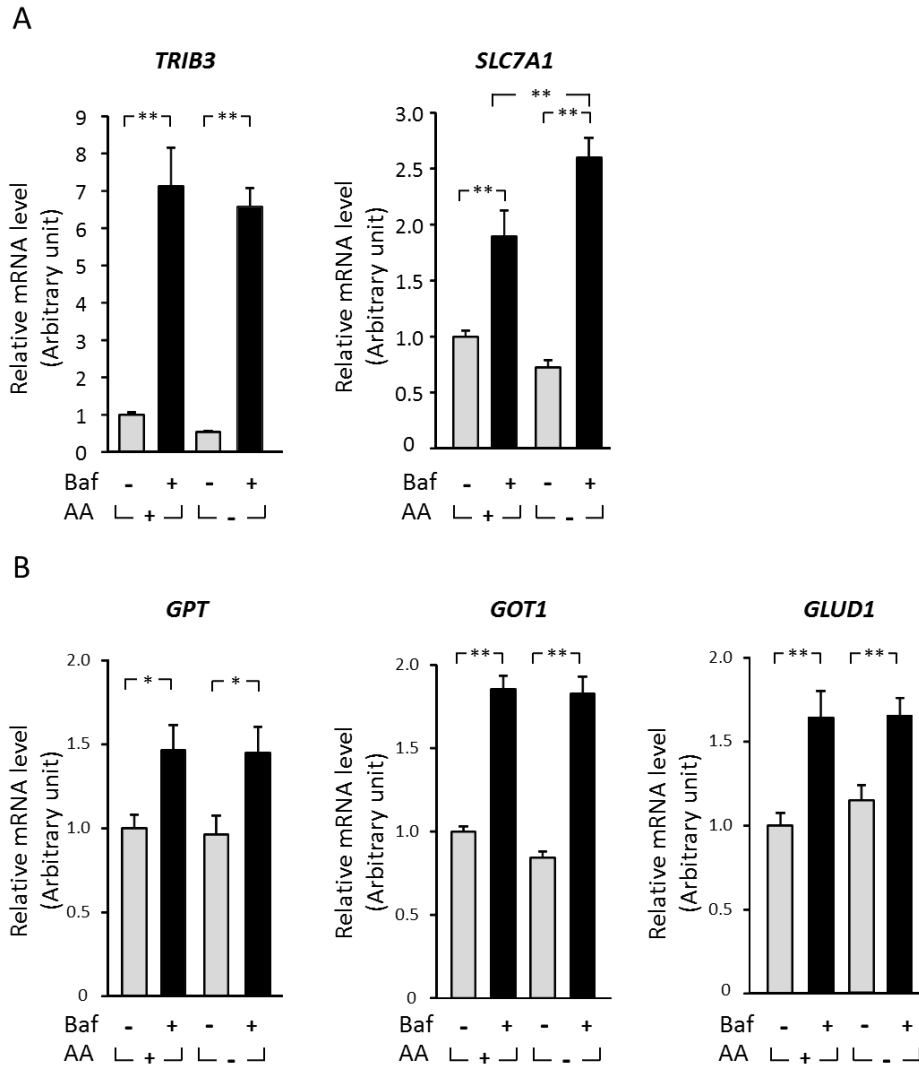 A
TRIB3
SLC7A1
** **
**
**
**
9
8
7
6
5
4
3
2
1
0
3.0
2.5
2.0
1.5
1.0
0.5
0
Relative mRNA level
(Arbitrary unit)
Relative mRNA level
(Arbitrary unit)
Baf - + - +
AA + -
Baf - + - +
AA + -
B
GPT
GOT1
GLUD1
* *
** **
** **
2.0
1.5
1.0
0.5
0
2.0
1.5
1.0
0.5
0
2.0
1.5
1.0
0.5
0
Relative mRNA level
(Arbitrary unit)
Relative mRNA level
(Arbitrary unit)
Relative mRNA level
(Arbitrary unit)
Baf - + - +
AA + -
Baf - + - +
AA + -
Baf - + - +
AA + -